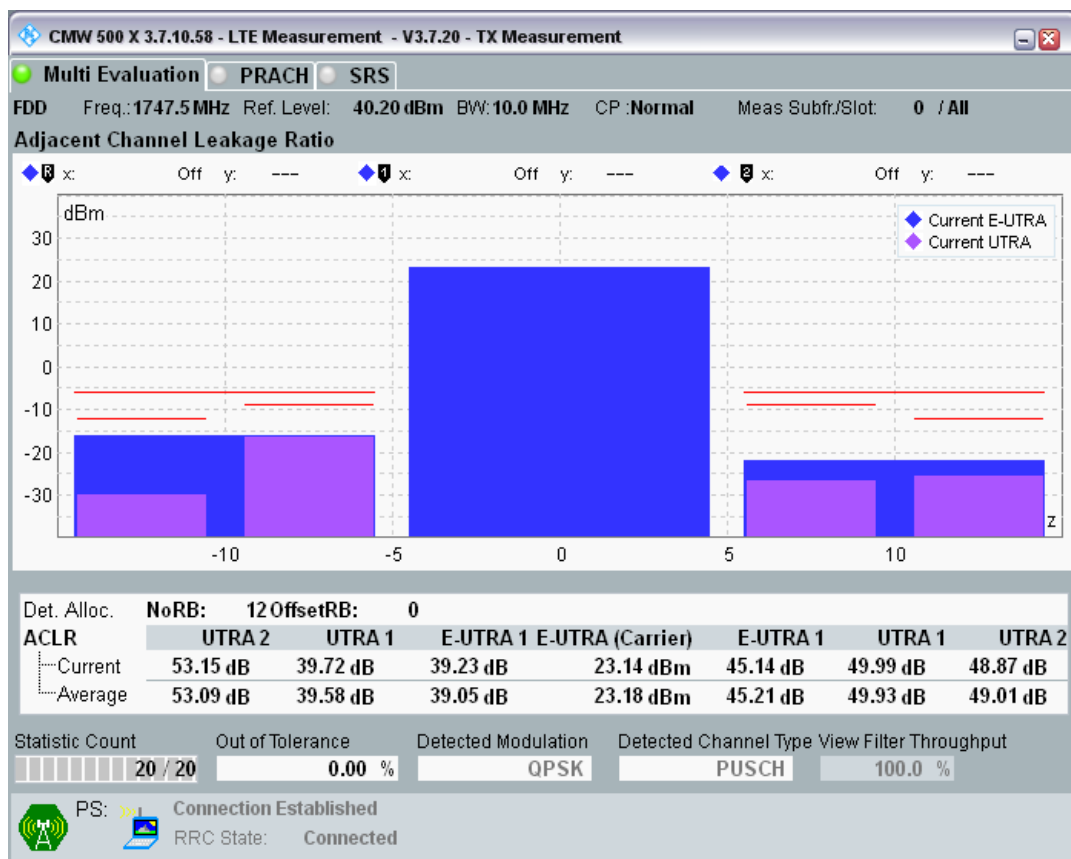 CMW 500 X 3.7.10.58 - LTE Measurement - V3.7.20 - TX Measurement
Multi Evaluation PRACH SRS
FDD Freq.: 1747.5 MHz Ref. Level: 40.20 dBm BW: 10.0 MHz CP :Normal Meas Subfr./Slot: 0 / All
Adjacent Channel Leakage Ratio
R x: Off y: --- 1 x: Off y: --- 2 x: Off y: ---
dBm
Current E-UTRA
Current UTRA
30
20
10
0
-10
-20
-30
z
-10 -5 0 5 10
Det. Alloc. NoRB: 12 OffsetRB: 0
ACLR UTRA 2 UTRA 1 E-UTRA 1 E-UTRA (Carrier) E-UTRA 1 UTRA 1 UTRA 2
Current 53.15 dB 39.72 dB 39.23 dB 23.14 dBm 45.14 dB 49.99 dB 48.87 dB
Average 53.09 dB 39.58 dB 39.05 dB 23.18 dBm 45.21 dB 49.93 dB 49.01 dB
Statistic Count Out of Tolerance Detected Modulation Detected Channel Type View Filter Throughput
20 / 20 0.00 % QPSK PUSCH 100.0 %
PS: Connection Established
RRC State: Connected